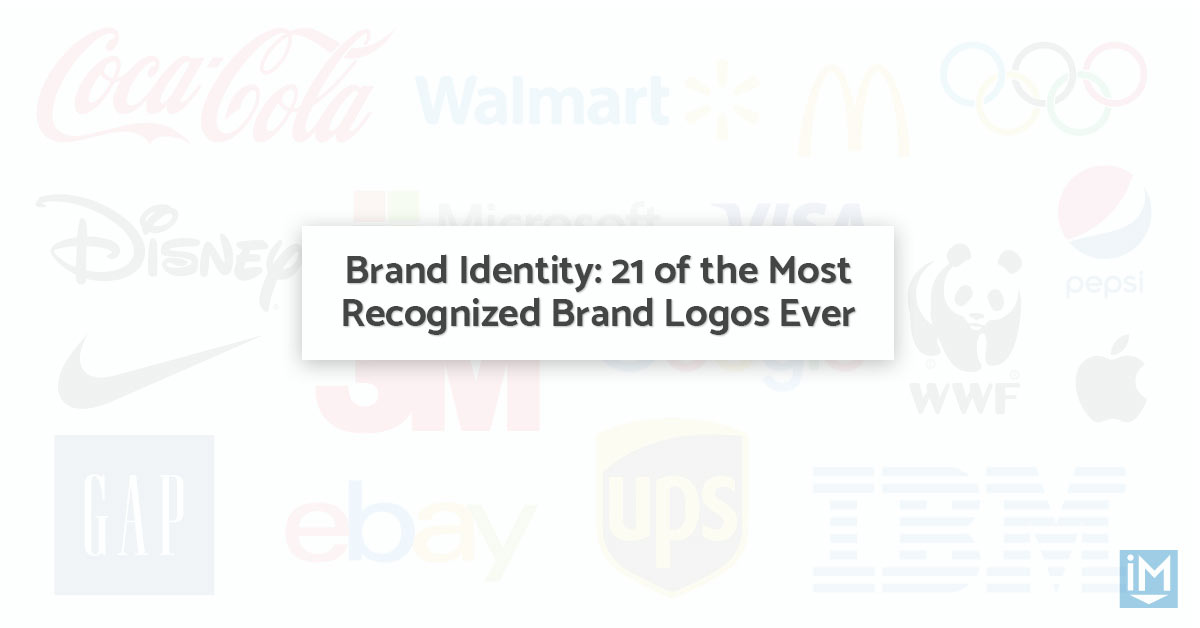 Coca-Cola
Walmart
Disney
Microsoft
VISA
pepsi
Brand Identity: 21 of the Most
Recognized Brand Logos Ever
3M
Google
WWF
GAP
ebay
ups
IBM
iM